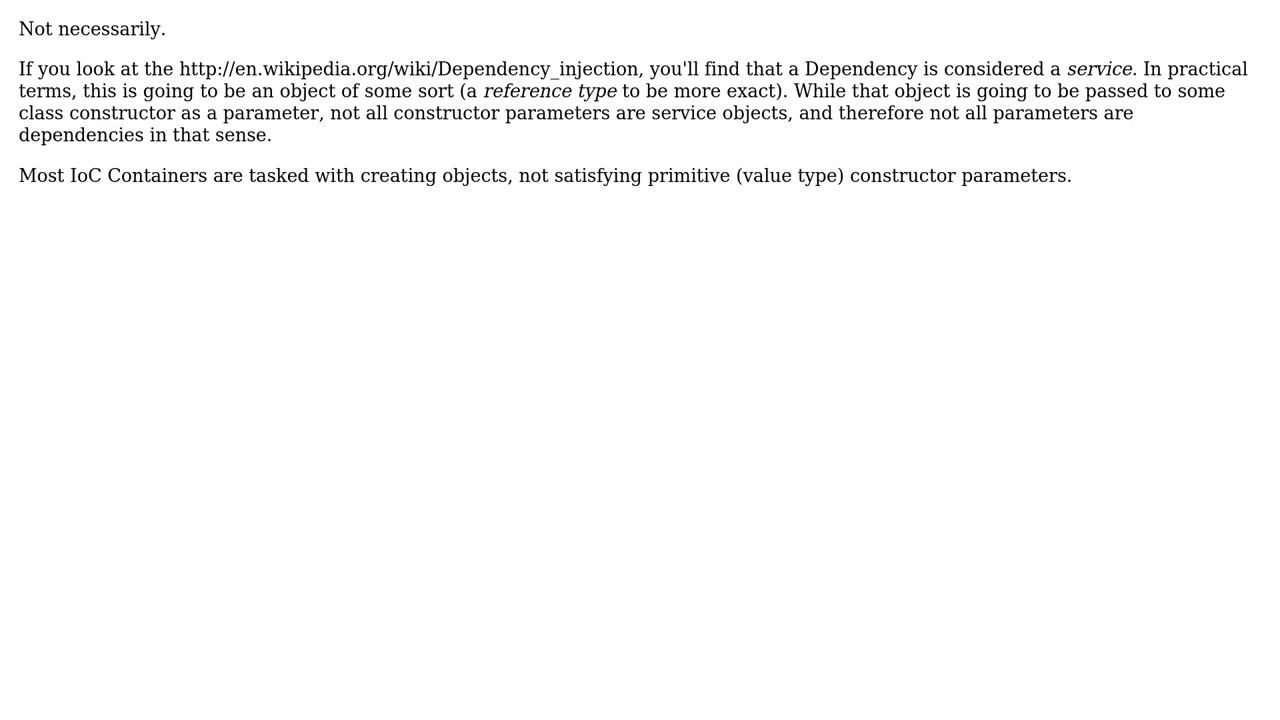 Not necessarily.
If you look at the http://en.wikipedia.org/wiki/Dependency_injection, you'll find that a Dependency is considered a service. In practical
terms, this is going to be an object of some sort (a reference type to be more exact). While that object is going to be passed to some
class constructor as a parameter, not all constructor parameters are service objects, and therefore not all parameters are
dependencies in that sense.
Most IoC Containers are tasked with creating objects, not satisfying primitive (value type) constructor parameters.